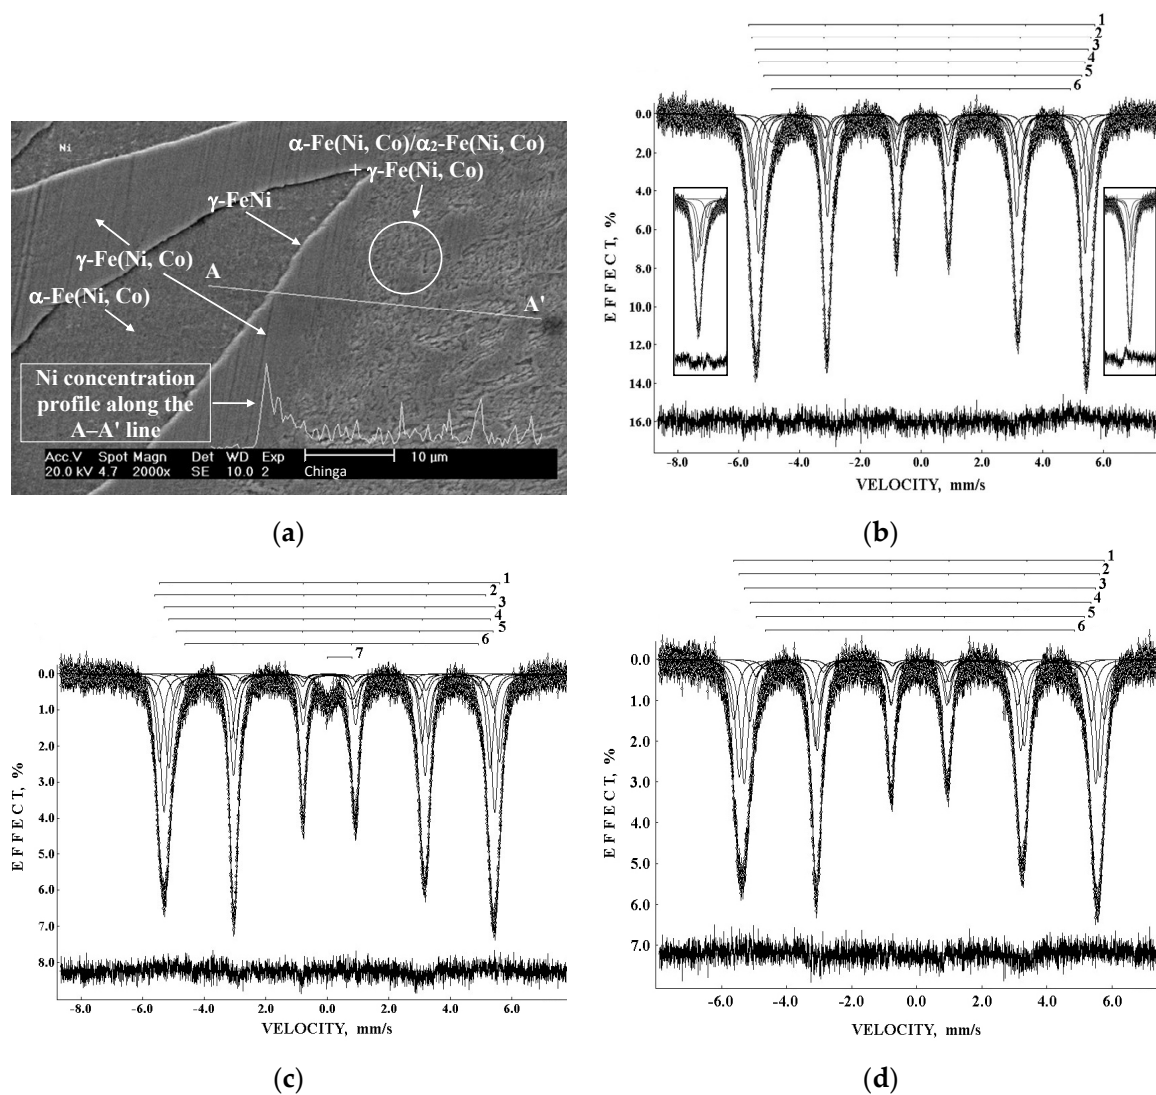 Ni
α-Fe(Ni, Co)/α2-Fe(Ni, Co)
+ γ-Fe(Ni, Co)
γ-FeNi
γ-Fe(Ni, Co)
α-Fe(Ni, Co)
A
A'
Ni concentration
profile along the
A–A' line
Acc.V Spot Magn Det WD Exp 10 µm
20.0 kV 4.7 2000x SE 10.0 2 Chinga
(a)
1
2
3
4
5
6
0.0
2.0
4.0
6.0
8.0
10.0
12.0
14.0
16.0
EFFECT, %
-8.0 -6.0 -4.0 -2.0 0.0 2.0 4.0 6.0
VELOCITY, mm/s
(b)
1
2
3
4
5
6
7
0.0
1.0
2.0
3.0
4.0
5.0
6.0
7.0
8.0
EFFECT, %
-8.0 -6.0 -4.0 -2.0 0.0 2.0 4.0 6.0
VELOCITY, mm/s
(c)
1
2
3
4
5
6
0.0
1.0
2.0
3.0
4.0
5.0
6.0
7.0
EFFECT, %
-6.0 -4.0 -2.0 0.0 2.0 4.0 6.0
VELOCITY, mm/s
(d)